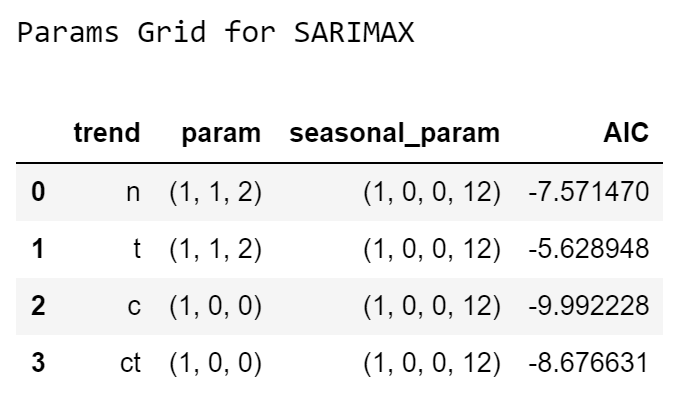 Params Grid for SARIMAX
trend param seasonal_param AIC
0 n (1, 1, 2) (1, 0, 0, 12) -7.571470
1 t (1, 1, 2) (1, 0, 0, 12) -5.628948
2 c (1, 0, 0) (1, 0, 0, 12) -9.992228
3 ct (1, 0, 0) (1, 0, 0, 12) -8.676631